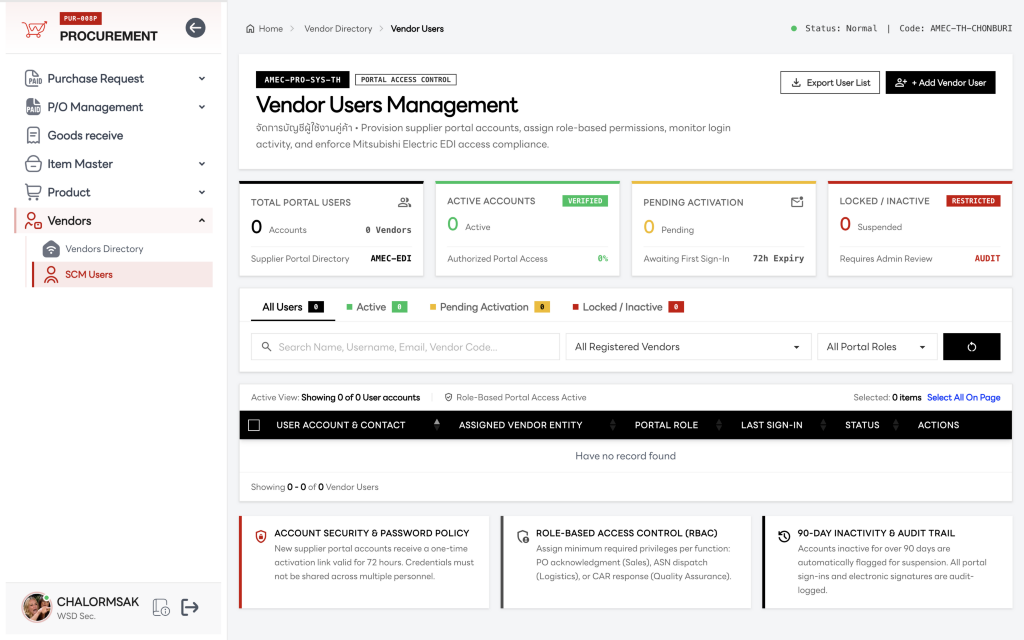 PUR-008P
PROCUREMENT
Purchase Request
P/O Management
Goods receive
Item Master
Product
Vendors
Vendors Directory
SCM Users
CHALORMSAK
WSD Sec.
Home > Vendor Directory > Vendor Users
Status: Normal | Code: AMEC-TH-CHONBURI
AMEC-PRO-SYS-TH PORTAL ACCESS CONTROL
Vendor Users Management
จัดการบัญชีผู้ใช้งานคู่ค้า • Provision supplier portal accounts, assign role-based permissions, monitor login
activity, and enforce Mitsubishi Electric EDI access compliance.
Export User List
+ Add Vendor User
TOTAL PORTAL USERS
0 Accounts 0 Vendors
Supplier Portal Directory AMEC-EDI
ACTIVE ACCOUNTS VERIFIED
0 Active
Authorized Portal Access 0%
PENDING ACTIVATION
0 Pending
Awaiting First Sign-In 72h Expiry
LOCKED / INACTIVE RESTRICTED
0 Suspended
Requires Admin Review AUDIT
All Users 0 Active 0 Pending Activation 0 Locked / Inactive 0
Search Name, Username, Email, Vendor Code...
All Registered Vendors
All Portal Roles
Active View: Showing 0 of 0 User accounts Role-Based Portal Access Active
Selected: 0 items Select All On Page
USER ACCOUNT & CONTACT ASSIGNED VENDOR ENTITY PORTAL ROLE LAST SIGN-IN STATUS ACTIONS
Have no record found
Showing 0 - 0 of 0 Vendor Users
ACCOUNT SECURITY & PASSWORD POLICY
New supplier portal accounts receive a one-time
activation link valid for 72 hours. Credentials must
not be shared across multiple personnel.
ROLE-BASED ACCESS CONTROL (RBAC)
Assign minimum required privileges per function:
PO acknowledgment (Sales), ASN dispatch
(Logistics), or CAR response (Quality Assurance).
90-DAY INACTIVITY & AUDIT TRAIL
Accounts inactive for over 90 days are
automatically flagged for suspension. All portal
sign-ins and electronic signatures are audit-
logged.